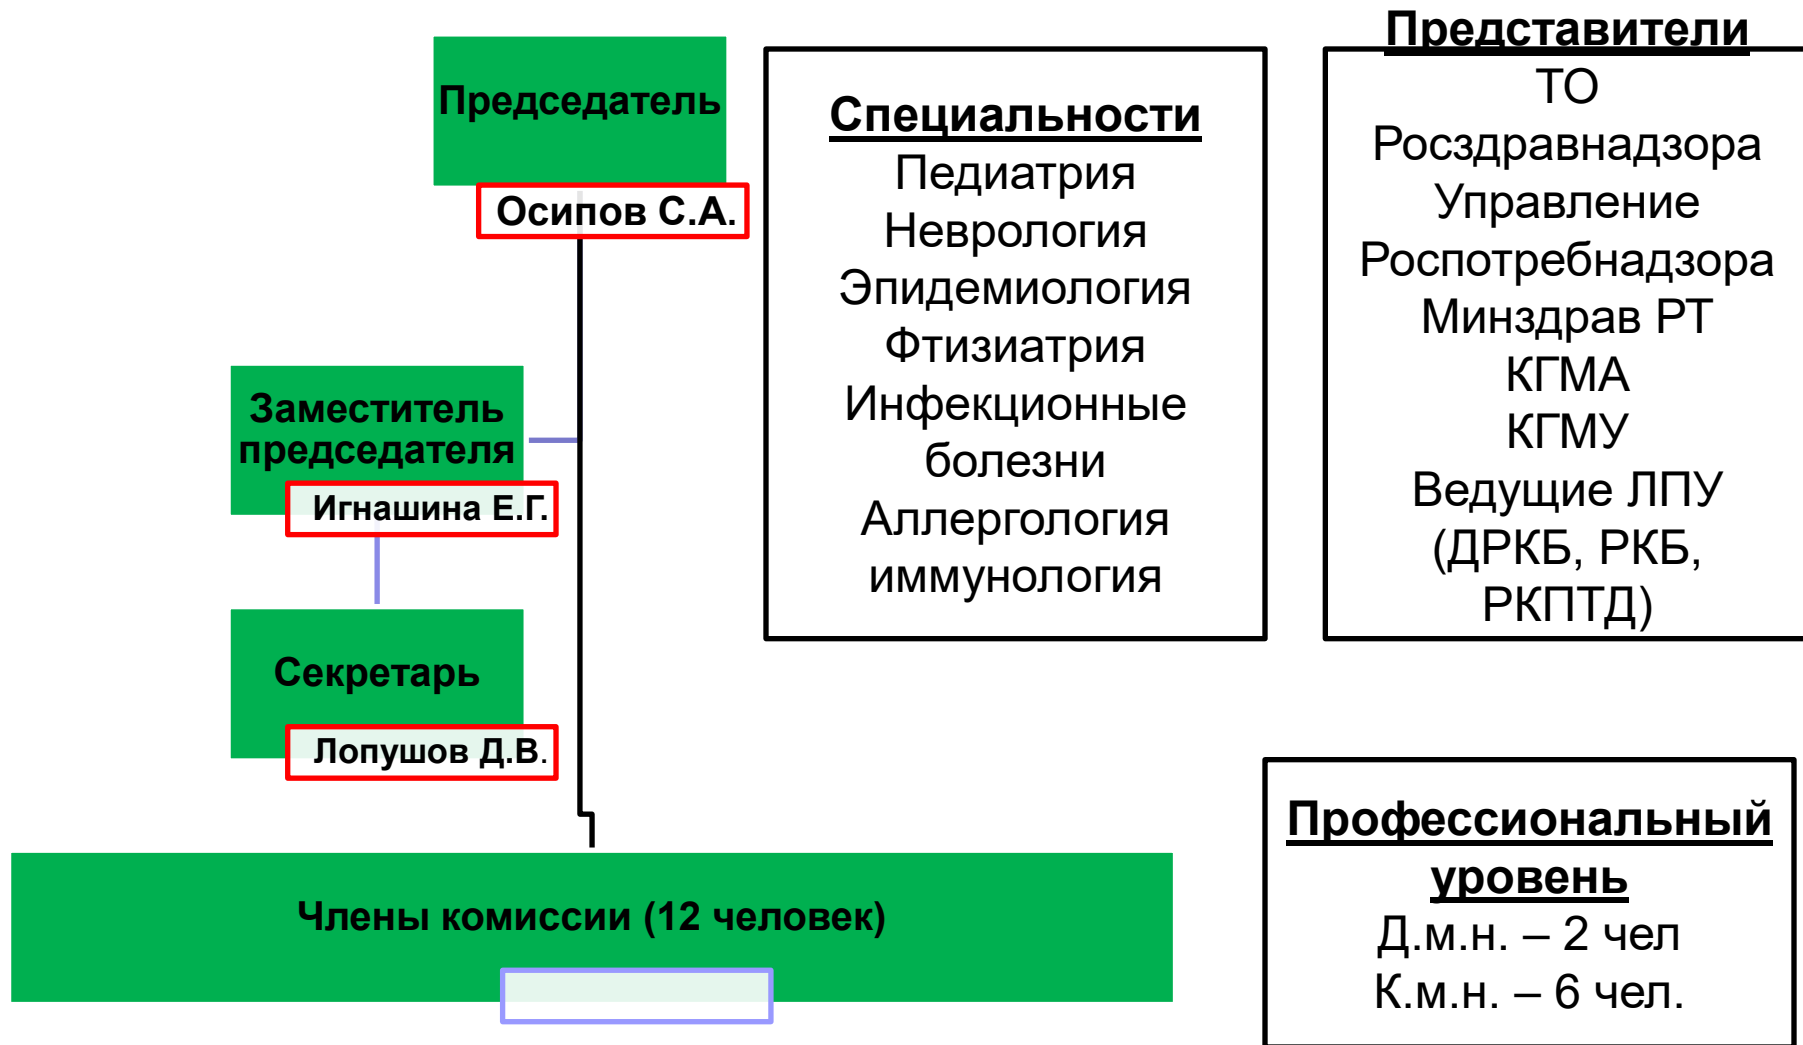 Председатель
Осипов С.А.
Заместитель
председателя
Игнашина Е.Г.
Секретарь
Лопушов Д.В.
Члены комиссии (12 человек)
Специальности
Педиатрия
Неврология
Эпидемиология
Фтизиатрия
Инфекционные
болезни
Аллергология
иммунология
Представители
ТО
Росздравнадзора
Управление
Роспотребнадзора
Минздрав РТ
КГМА
КГМУ
Ведущие ЛПУ
(ДРКБ, РКБ,
РКПТД)
Профессиональный
уровень
Д.м.н. – 2 чел
К.м.н. – 6 чел.